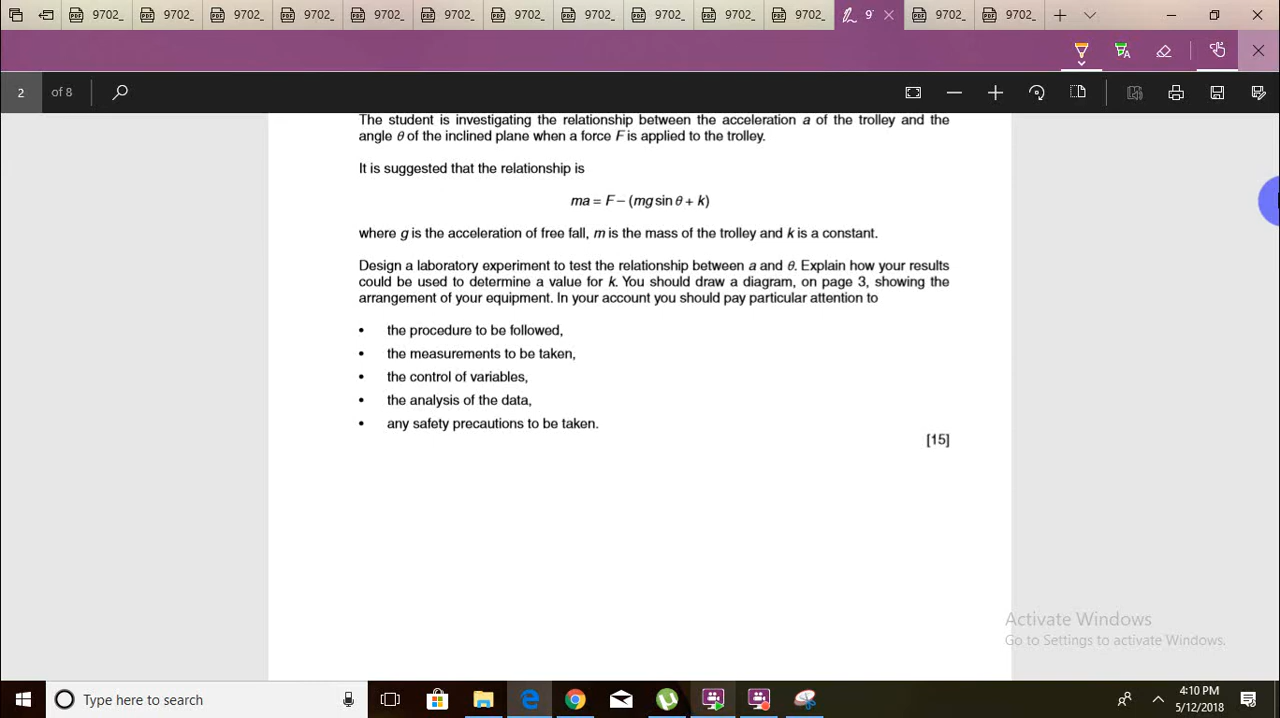 9702_ 9702_ 9702_ 9702_ 9702_ 9702_ 9702_ 9702_ 9702_ 9702_ 9702_ 9 9702_ 9702_
2 of 8
The student is investigating the relationship between the acceleration a of the trolley and the
angle θ of the inclined plane when a force F is applied to the trolley.
It is suggested that the relationship is
ma = F – (mg sin θ + k)
where g is the acceleration of free fall, m is the mass of the trolley and k is a constant.
Design a laboratory experiment to test the relationship between a and θ. Explain how your results
could be used to determine a value for k. You should draw a diagram, on page 3, showing the
arrangement of your equipment. In your account you should pay particular attention to
• the procedure to be followed,
• the measurements to be taken,
• the control of variables,
• the analysis of the data,
• any safety precautions to be taken.
[15]
Activate Windows
Go to Settings to activate Windows.
Type here to search
4:10 PM
5/12/2018